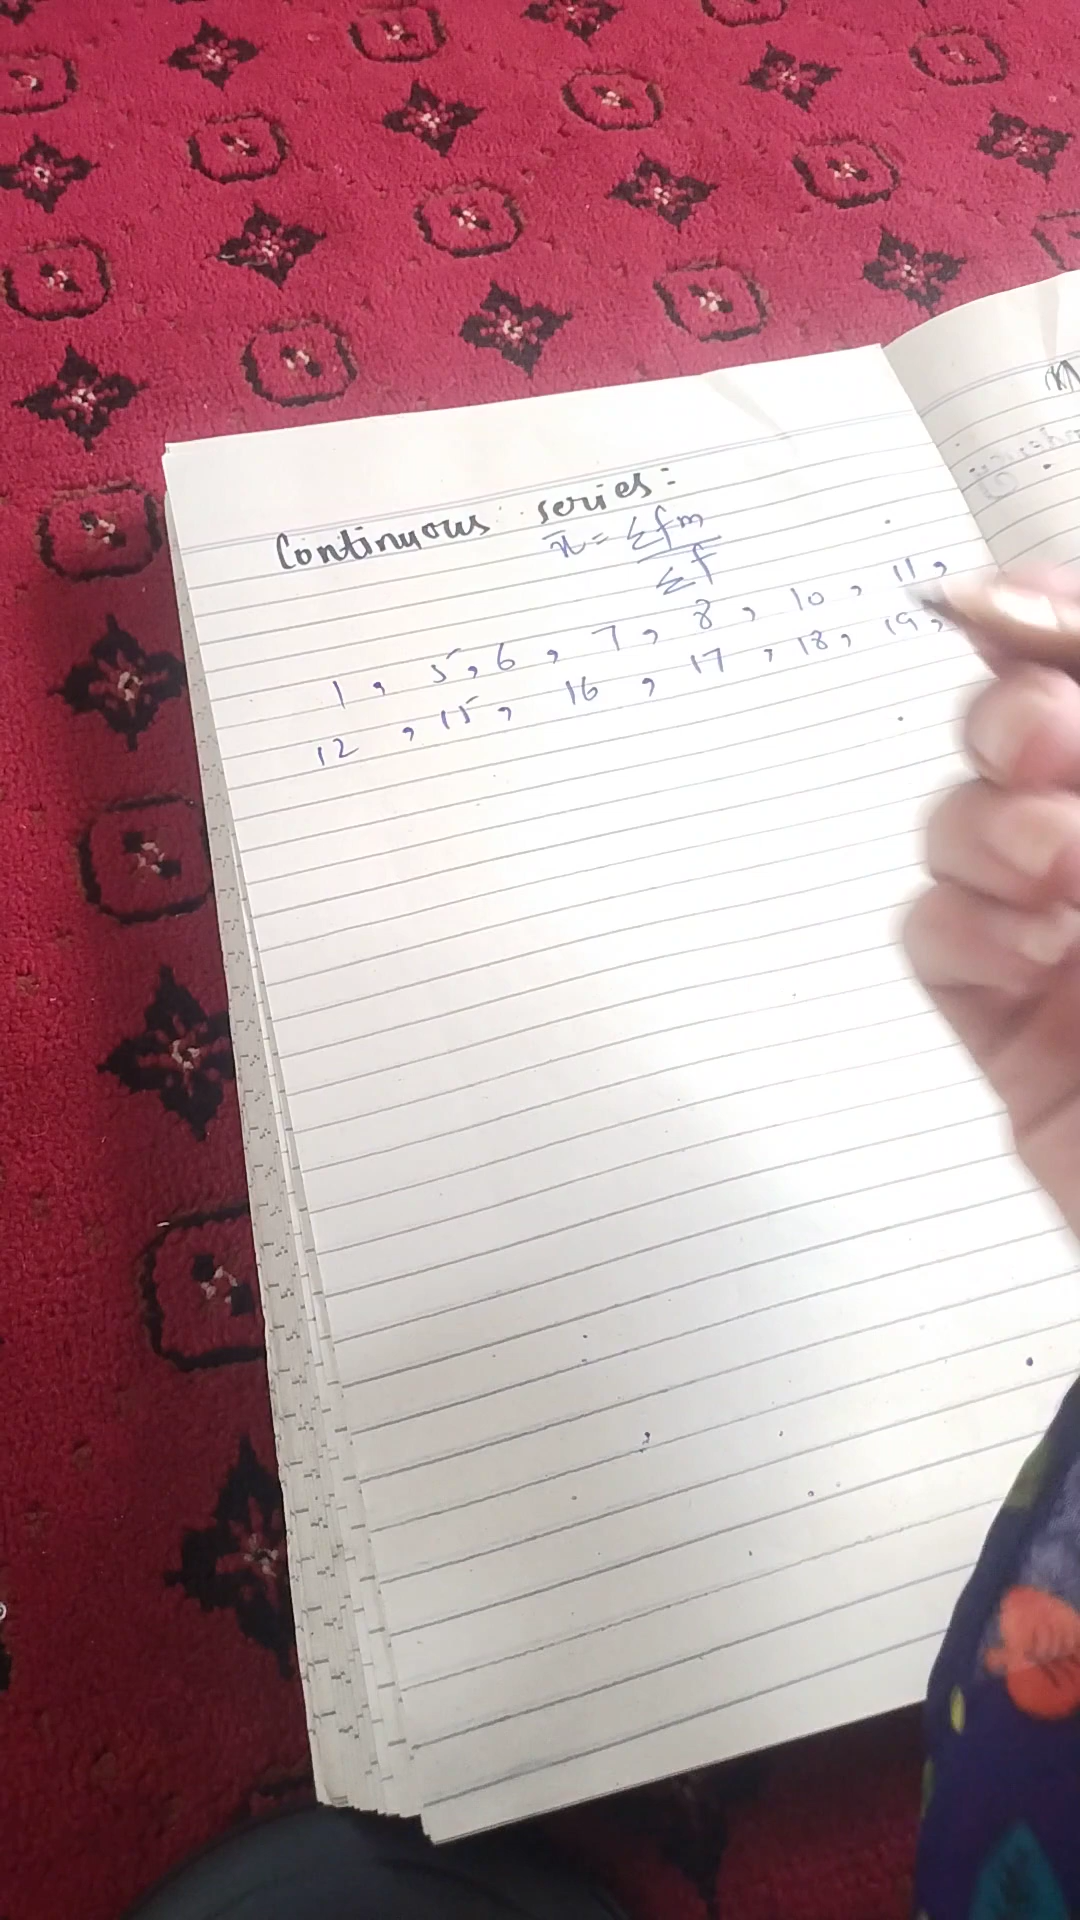 Continuous series:
x̄ = Σfm / Σf
1, 5, 6, 7, 8, 10, 11,
12, 15, 16, 17, 18, 19,